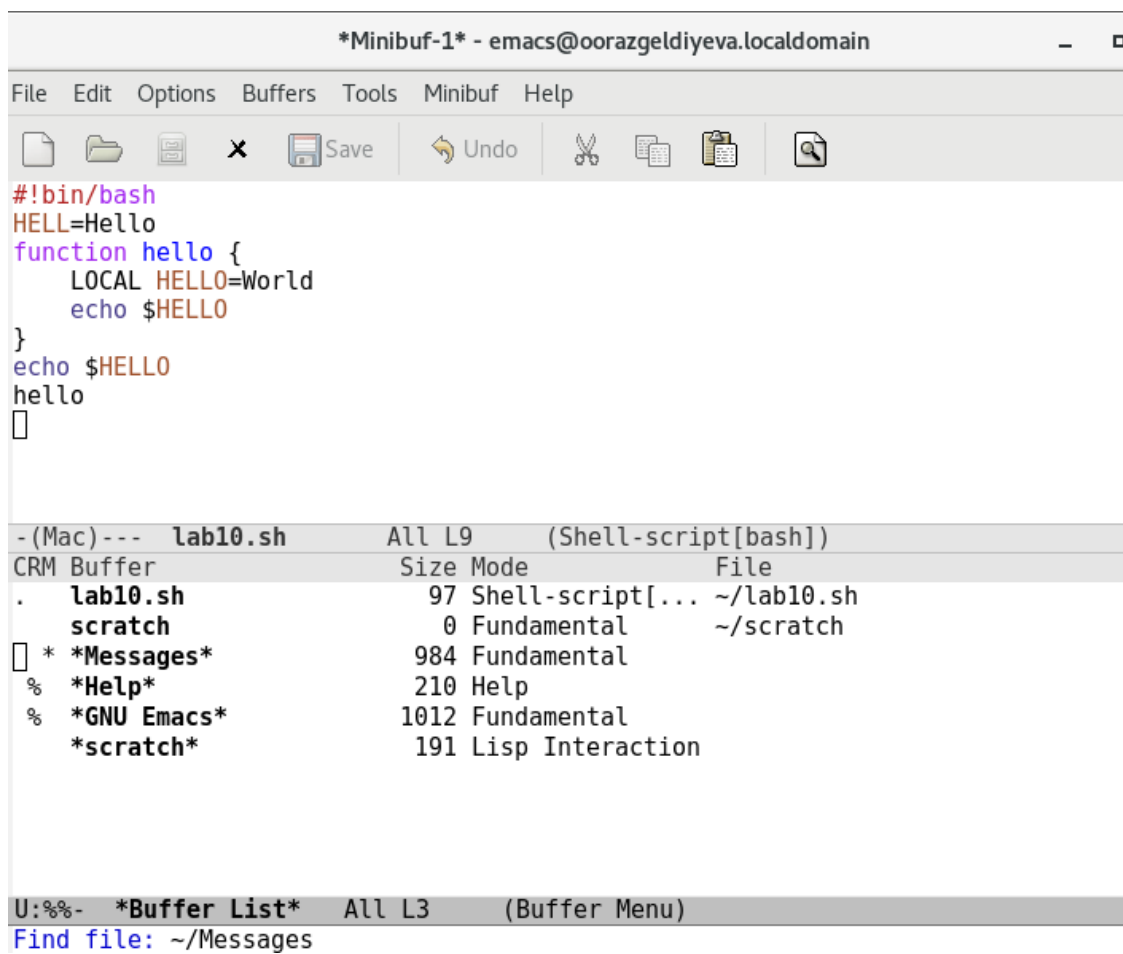 *Minibuf-1* - emacs@oorazgeldiyeva.localdomain
File Edit Options Buffers Tools Minibuf Help
Save Undo
#!bin/bash
HELL=Hello
function hello {
    LOCAL HELLO=World
    echo $HELLO
}
echo $HELLO
hello
-(Mac)---  lab10.sh       All L9     (Shell-script[bash])
CRM Buffer                 Size Mode             File
.   lab10.sh                 97 Shell-script[... ~/lab10.sh
    scratch                   0 Fundamental      ~/scratch
  * *Messages*              984 Fundamental
 %  *Help*                  210 Help
 %  *GNU Emacs*            1012 Fundamental
    *scratch*               191 Lisp Interaction
U:%%-  *Buffer List*   All L3     (Buffer Menu)
Find file: ~/Messages